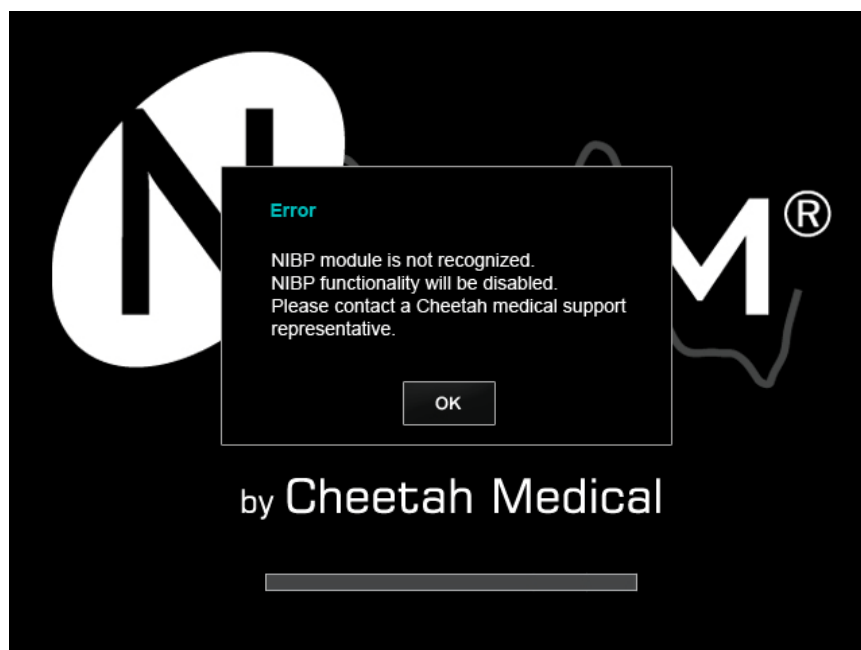 N M®
Error
NIBP module is not recognized.
NIBP functionality will be disabled.
Please contact a Cheetah medical support
representative.
OK
by Cheetah Medical